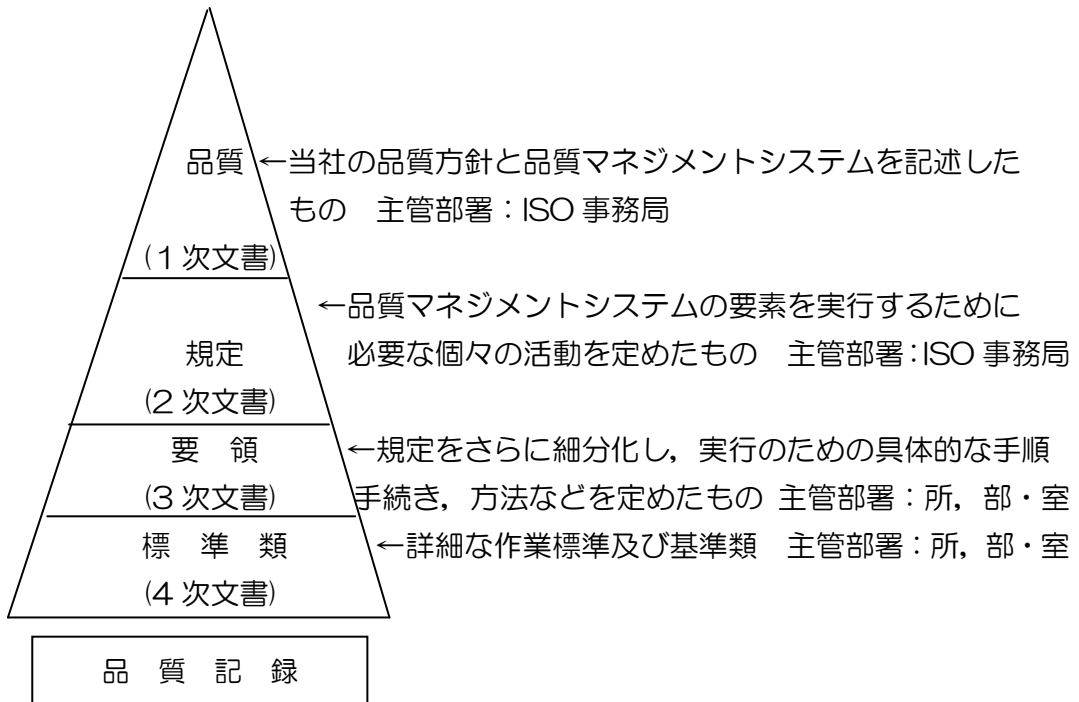 品質 ←当社の品質方針と品質マネジメントシステムを記述した
もの 主管部署：ISO 事務局
(1 次文書)
←品質マネジメントシステムの要素を実行するために
規定 必要な個々の活動を定めたもの 主管部署：ISO 事務局
(2 次文書)
要 領 ←規定をさらに細分化し，実行のための具体的な手順
(3 次文書) 手続き，方法などを定めたもの 主管部署：所，部・室
標 準 類 ←詳細な作業標準及び基準類 主管部署：所，部・室
(4 次文書)
品 質 記 録